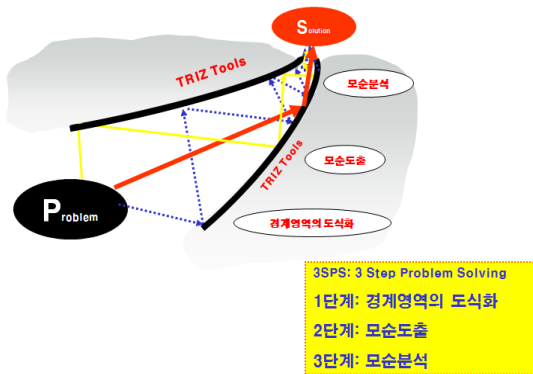 Solution
TRIZ Tools
모순분석
TRIZ Tools
모순도출
Problem
경계영역의 도식화
3SPS: 3 Step Problem Solving
1단계: 경계영역의 도식화
2단계: 모순도출
3단계: 모순분석